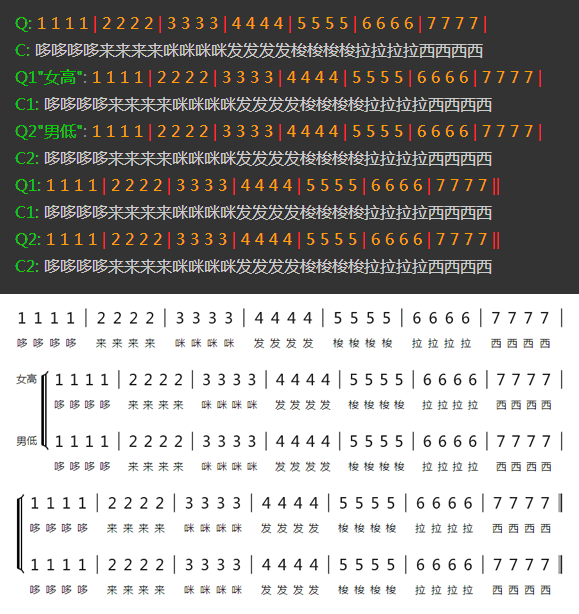 Q: 1 1 1 1 | 2 2 2 2 | 3 3 3 3 | 4 4 4 4 | 5 5 5 5 | 6 6 6 6 | 7 7 7 7 |
C: 哆哆哆哆来来来来咪咪咪咪发发发发梭梭梭梭拉拉拉拉西西西西
Q1"女高": 1 1 1 1 | 2 2 2 2 | 3 3 3 3 | 4 4 4 4 | 5 5 5 5 | 6 6 6 6 | 7 7 7 7 |
C1: 哆哆哆哆来来来来咪咪咪咪发发发发梭梭梭梭拉拉拉拉西西西西
Q2"男低": 1 1 1 1 | 2 2 2 2 | 3 3 3 3 | 4 4 4 4 | 5 5 5 5 | 6 6 6 6 | 7 7 7 7 |
C2: 哆哆哆哆来来来来咪咪咪咪发发发发梭梭梭梭拉拉拉拉西西西西
Q1: 1 1 1 1 | 2 2 2 2 | 3 3 3 3 | 4 4 4 4 | 5 5 5 5 | 6 6 6 6 | 7 7 7 7 ||
C1: 哆哆哆哆来来来来咪咪咪咪发发发发梭梭梭梭拉拉拉拉西西西西
Q2: 1 1 1 1 | 2 2 2 2 | 3 3 3 3 | 4 4 4 4 | 5 5 5 5 | 6 6 6 6 | 7 7 7 7 ||
C2: 哆哆哆哆来来来来咪咪咪咪发发发发梭梭梭梭拉拉拉拉西西西西
1 1 1 1 | 2 2 2 2 | 3 3 3 3 | 4 4 4 4 | 5 5 5 5 | 6 6 6 6 | 7 7 7 7 |
哆 哆 哆 哆 来 来 来 来 咪 咪 咪 咪 发 发 发 发 梭 梭 梭 梭 拉 拉 拉 拉 西 西 西 西
女高 1 1 1 1 | 2 2 2 2 | 3 3 3 3 | 4 4 4 4 | 5 5 5 5 | 6 6 6 6 | 7 7 7 7 |
哆 哆 哆 哆 来 来 来 来 咪 咪 咪 咪 发 发 发 发 梭 梭 梭 梭 拉 拉 拉 拉 西 西 西 西
男低 1 1 1 1 | 2 2 2 2 | 3 3 3 3 | 4 4 4 4 | 5 5 5 5 | 6 6 6 6 | 7 7 7 7 |
哆 哆 哆 哆 来 来 来 来 咪 咪 咪 咪 发 发 发 发 梭 梭 梭 梭 拉 拉 拉 拉 西 西 西 西
1 1 1 1 | 2 2 2 2 | 3 3 3 3 | 4 4 4 4 | 5 5 5 5 | 6 6 6 6 | 7 7 7 7 ||
哆 哆 哆 哆 来 来 来 来 咪 咪 咪 咪 发 发 发 发 梭 梭 梭 梭 拉 拉 拉 拉 西 西 西 西
1 1 1 1 | 2 2 2 2 | 3 3 3 3 | 4 4 4 4 | 5 5 5 5 | 6 6 6 6 | 7 7 7 7 ||
哆 哆 哆 哆 来 来 来 来 咪 咪 咪 咪 发 发 发 发 梭 梭 梭 梭 拉 拉 拉 拉 西 西 西 西